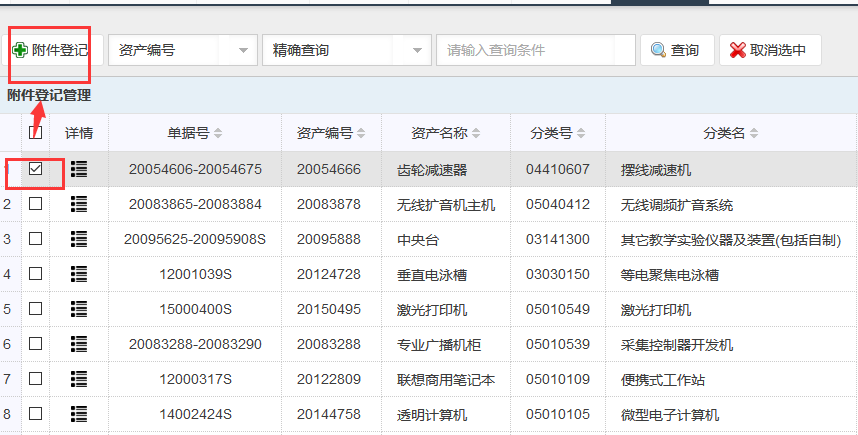 附件登记 资产编号 精确查询 请输入查询条件 查询 取消选中
附件登记管理
详情 单据号 资产编号 资产名称 分类号 分类名
1 20054606-20054675 20054666 齿轮减速器 04410607 摆线减速机
2 20083865-20083884 20083878 无线扩音机主机 05040412 无线调频扩音系统
3 20095625-20095908S 20095888 中央台 03141300 其它教学实验仪器及装置(包括自制)
4 12001039S 20124728 垂直电泳槽 03030150 等电聚焦电泳槽
5 15000400S 20150495 激光打印机 05010549 激光打印机
6 20083288-20083290 20083288 专业广播机柜 05010539 采集控制器开发机
7 12000317S 20122809 联想商用笔记本 05010109 便携式工作站
8 14002424S 20144758 透明计算机 05010105 微型电子计算机